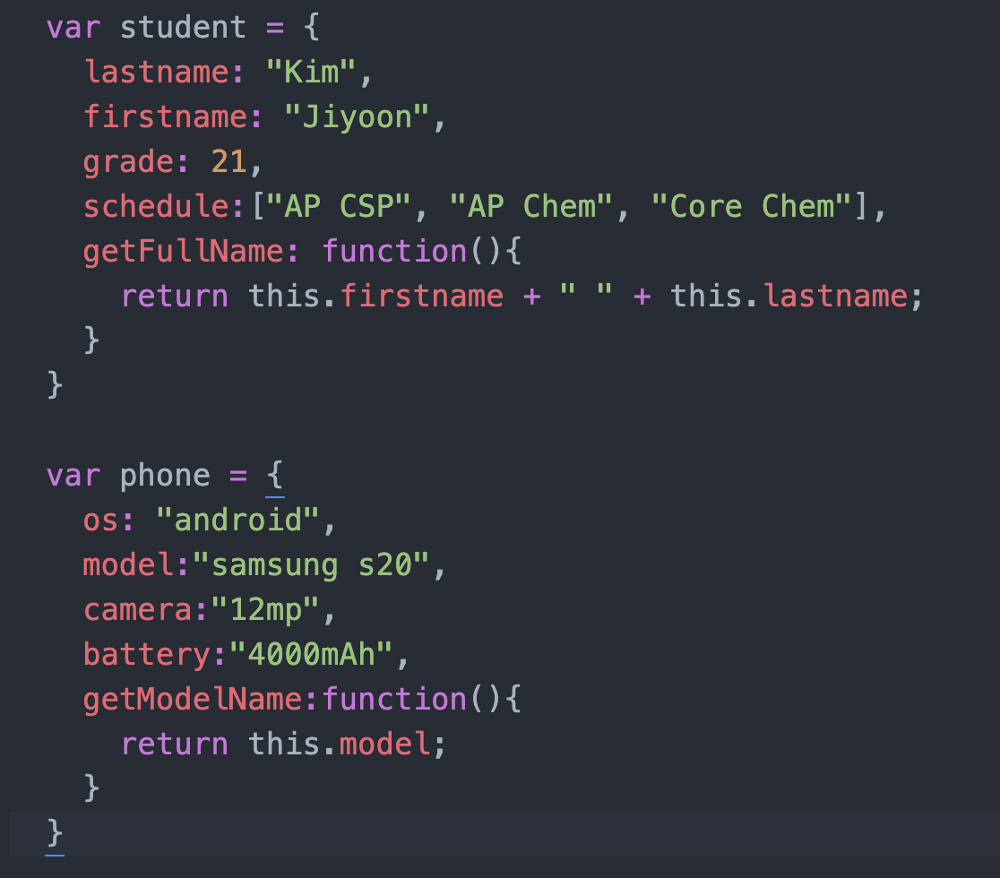 var student = {
  lastname: "Kim",
  firstname: "Jiyoon",
  grade: 21,
  schedule:["AP CSP", "AP Chem", "Core Chem"],
  getFullName: function(){
    return this.firstname + " " + this.lastname;
  }
}

var phone = {
  os: "android",
  model:"samsung s20",
  camera:"12mp",
  battery:"4000mAh",
  getModelName:function(){
    return this.model;
  }
}